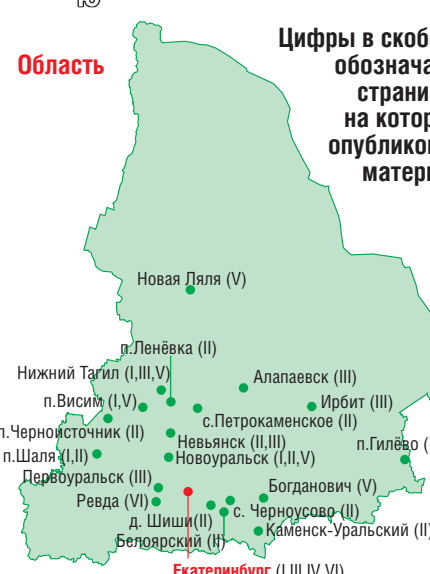 Область
Цифры в скоб
обознача
страни
на котор
опубликов
матери
Новая Ляля (V)
п.Ленёвка (II)
Нижний Тагил (I,III,V)
Алапаевск (III)
п.Висим (I,V)
Ирбит (III)
с.Петрокаменское (II)
п.Черноисточник (II)
Невьянск (II,III)
п.Гилёво (
п.Шаля (I,II)
Новоуральск (I,II,V)
Первоуральск (III)
Богданович (V)
Ревда (VI)
с. Черноусово (II)
д. Шиши(II)
Каменск-Уральский (II)
Белоярский (II)
Екатеринбург (I,III,IV,VI)